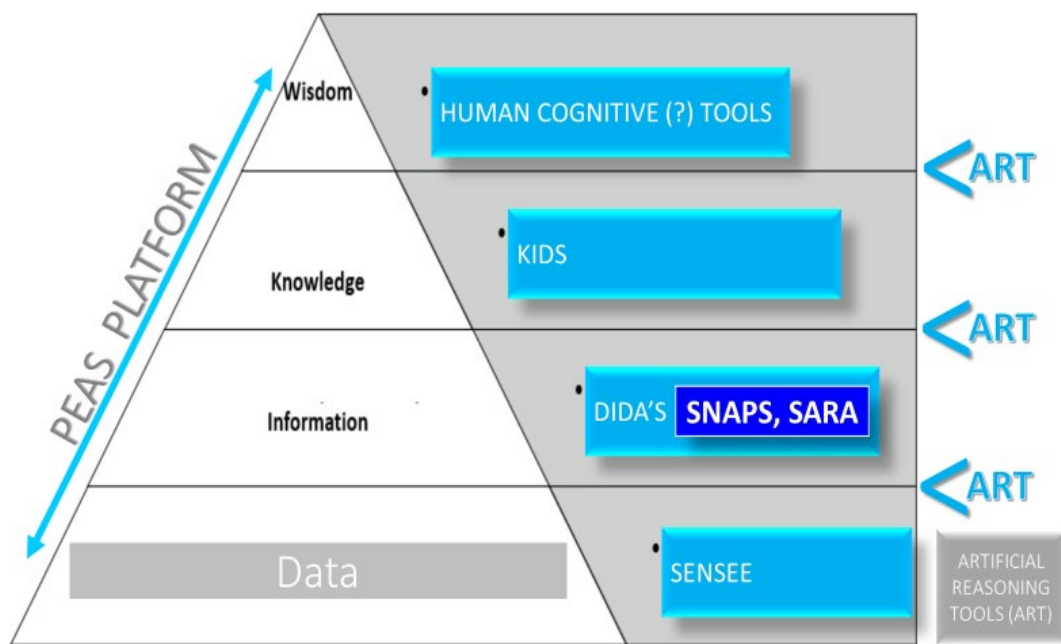 PEAS PLATFORM
Wisdom
• HUMAN COGNITIVE (?) TOOLS
<ART
Knowledge
• KIDS
<ART
Information
• DIDA'S SNAPS, SARA
<ART
Data
• SENSEE
ARTIFICIAL
REASONING
TOOLS (ART)